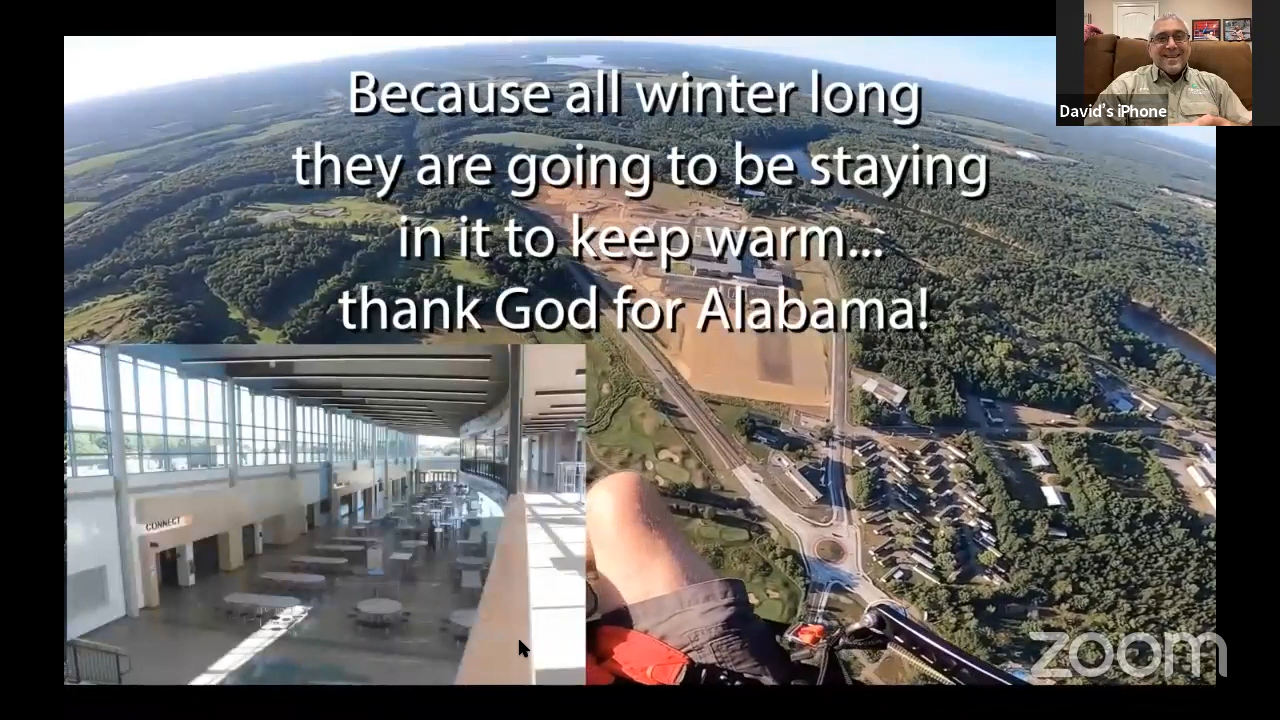 Because all winter long
they are going to be staying
in it to keep warm...
thank God for Alabama!
David's iPhone
CONNECT
zoom